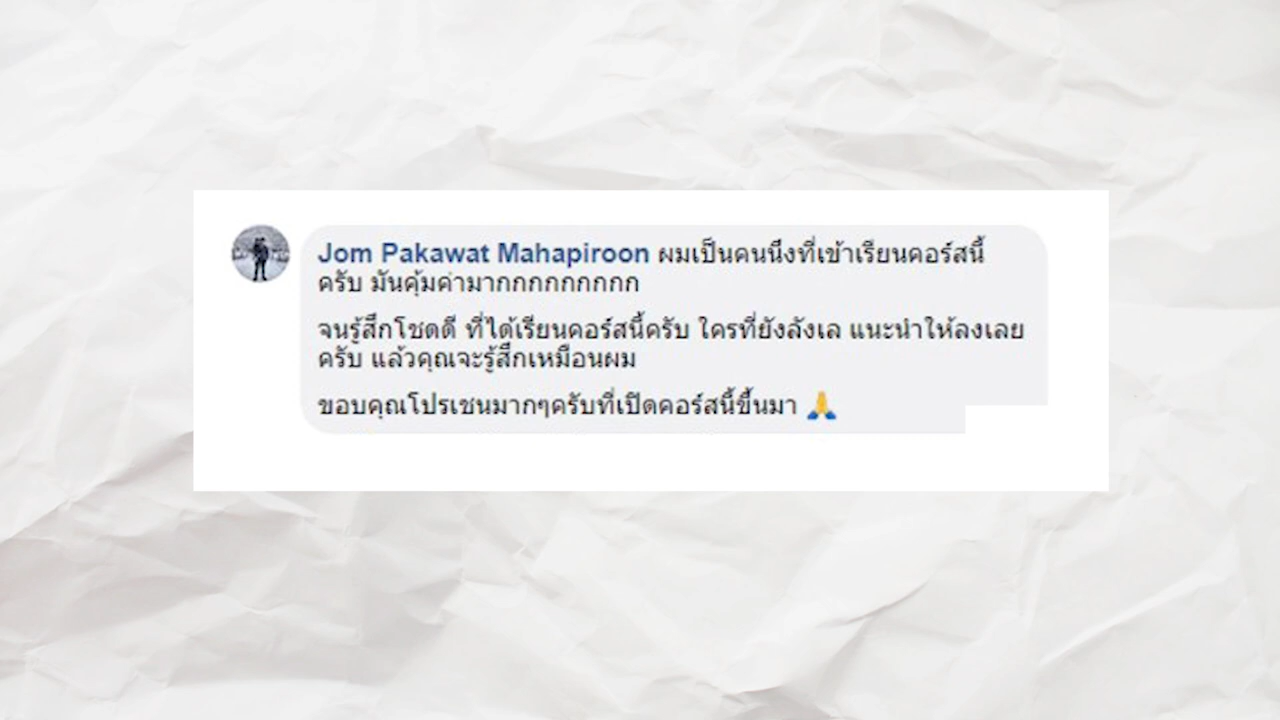 Jom Pakawat Mahapiroon ผมเป็นคนนึงที่เข้าเรียนคอร์สนี้
ครับ มันคุ้มค่ามากกกกกกกกก
จนรู้สึกโชดดี ที่ได้เรียนคอร์สนี้ครับ ใครที่ยังลังเล แนะนำให้ลงเลย
ครับ แล้วคุณจะรู้สึกเหมือนผม
ขอบคุณโปรเชนมากๆครับที่เปิดคอร์สนี้ขึ้นมา 🙏